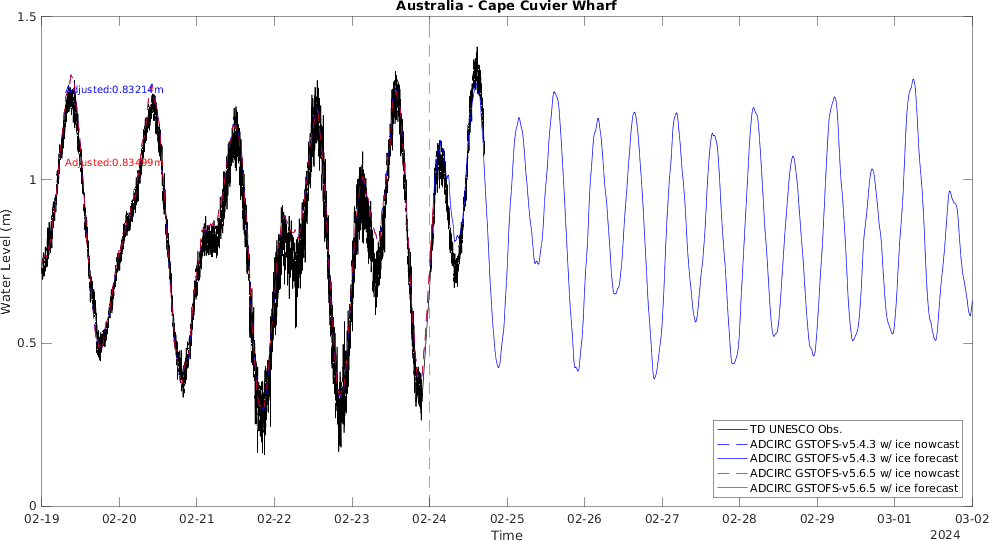 Australia - Cape Cuvier Wharf
1.5
1
0.5
0
Water Level (m)
Adjusted:0.83214m
Adjusted:0.83499m
TD UNESCO Obs.
ADCIRC GSTOFS-v5.4.3 w/ ice nowcast
ADCIRC GSTOFS-v5.4.3 w/ ice forecast
ADCIRC GSTOFS-v5.6.5 w/ ice nowcast
ADCIRC GSTOFS-v5.6.5 w/ ice forecast
02-19 02-20 02-21 02-22 02-23 02-24 02-25 02-26 02-27 02-28 02-29 03-01 03-02
Time
2024